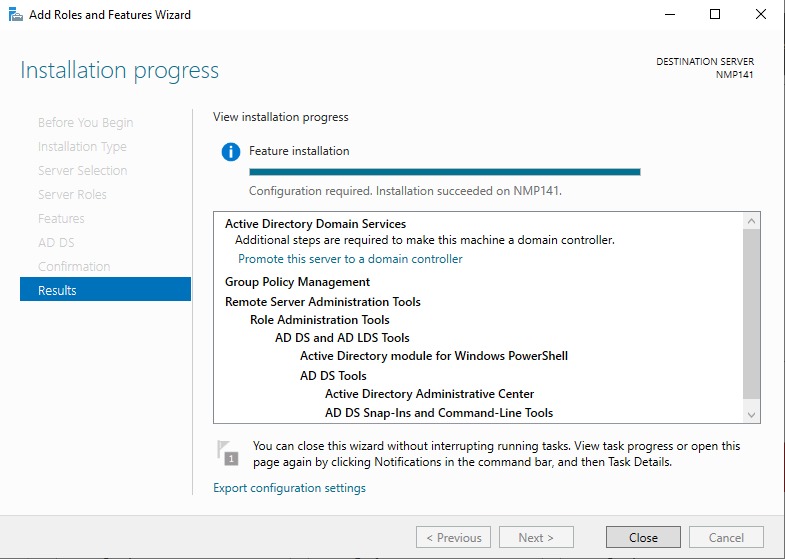 Add Roles and Features Wizard
Installation progress
DESTINATION SERVER
NMP141
Before You Begin
Installation Type
Server Selection
Server Roles
Features
AD DS
Confirmation
Results
View installation progress
Feature installation
Configuration required. Installation succeeded on NMP141.
Active Directory Domain Services
Additional steps are required to make this machine a domain controller.
Promote this server to a domain controller
Group Policy Management
Remote Server Administration Tools
Role Administration Tools
AD DS and AD LDS Tools
Active Directory module for Windows PowerShell
AD DS Tools
Active Directory Administrative Center
AD DS Snap-Ins and Command-Line Tools
1
You can close this wizard without interrupting running tasks. View task progress or open this
page again by clicking Notifications in the command bar, and then Task Details.
Export configuration settings
< Previous
Next >
Close
Cancel